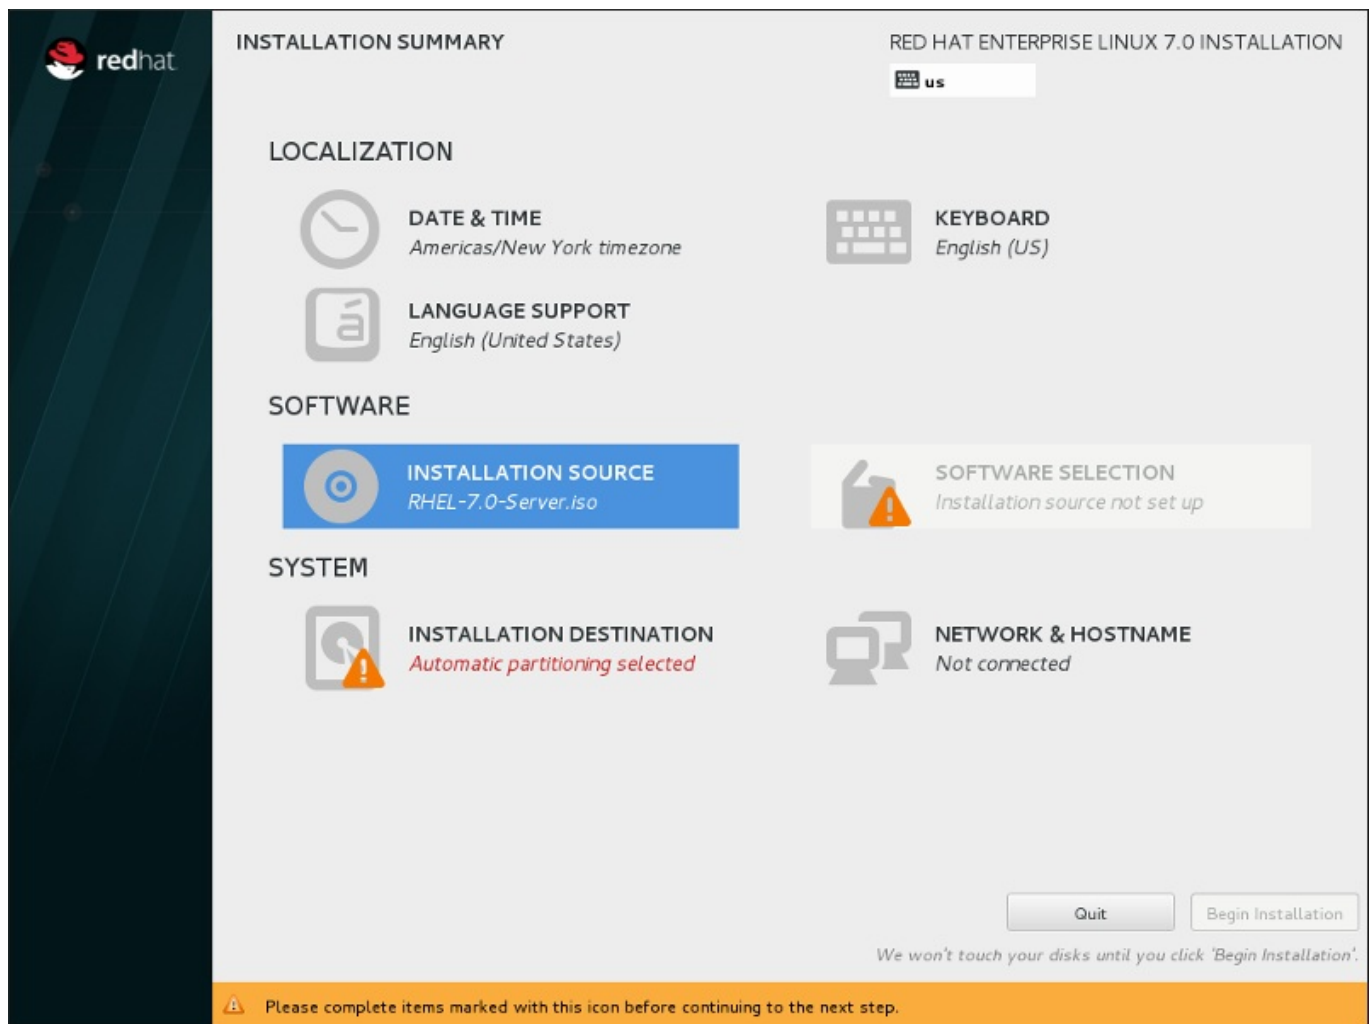 redhat.
INSTALLATION SUMMARY
RED HAT ENTERPRISE LINUX 7.0 INSTALLATION
us
LOCALIZATION
DATE & TIME
Americas/New York timezone
KEYBOARD
English (US)
á
LANGUAGE SUPPORT
English (United States)
SOFTWARE
INSTALLATION SOURCE
RHEL-7.0-Server.iso
SOFTWARE SELECTION
Installation source not set up
SYSTEM
INSTALLATION DESTINATION
Automatic partitioning selected
NETWORK & HOSTNAME
Not connected
Quit
Begin Installation
We won't touch your disks until you click 'Begin Installation'.
Please complete items marked with this icon before continuing to the next step.